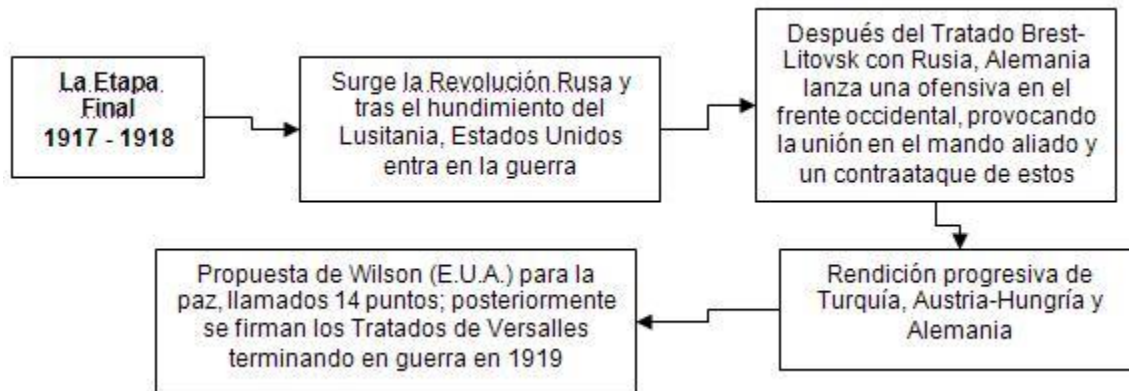 La Etapa
Final
1917 - 1918
Surge la Revolución Rusa y
tras el hundimiento del
Lusitania, Estados Unidos
entra en la guerra
Después del Tratado Brest-
Litovsk con Rusia, Alemania
lanza una ofensiva en el
frente occidental, provocando
la unión en el mando aliado y
un contraataque de estos
Rendición progresiva de
Turquía, Austria-Hungría y
Alemania
Propuesta de Wilson (E.U.A.) para la
paz, llamados 14 puntos; posteriormente
se firman los Tratados de Versalles
terminando en guerra en 1919